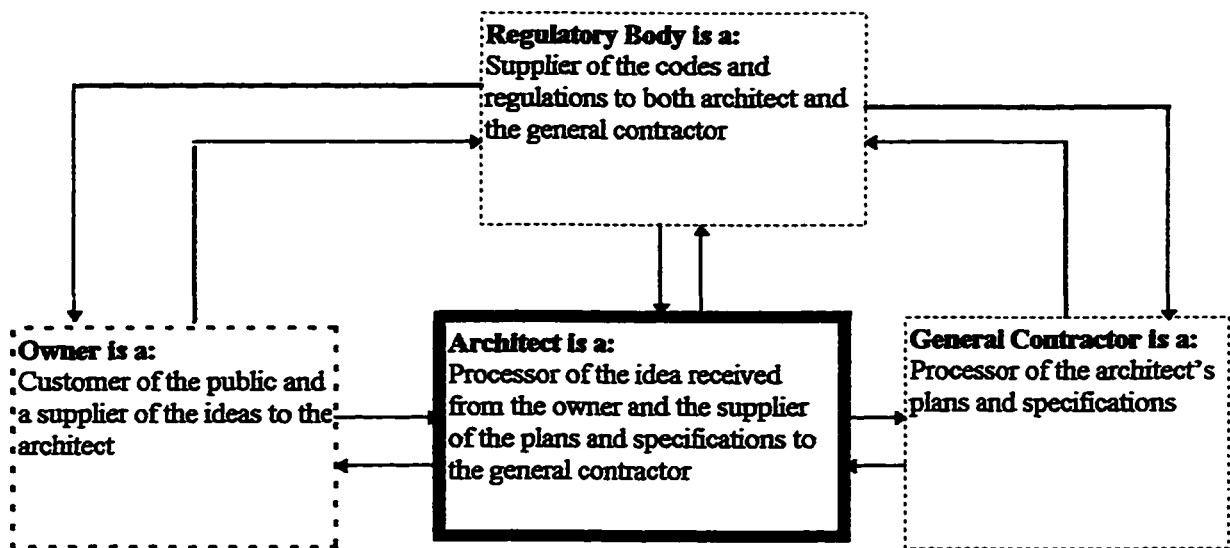 Regulatory Body is a:
Supplier of the codes and
regulations to both architect and
the general contractor
Owner is a:
Customer of the public and
a supplier of the ideas to the
architect
Architect is a:
Processor of the idea received
from the owner and the supplier
of the plans and specifications to
the general contractor
General Contractor is a:
Processor of the architect's
plans and specifications